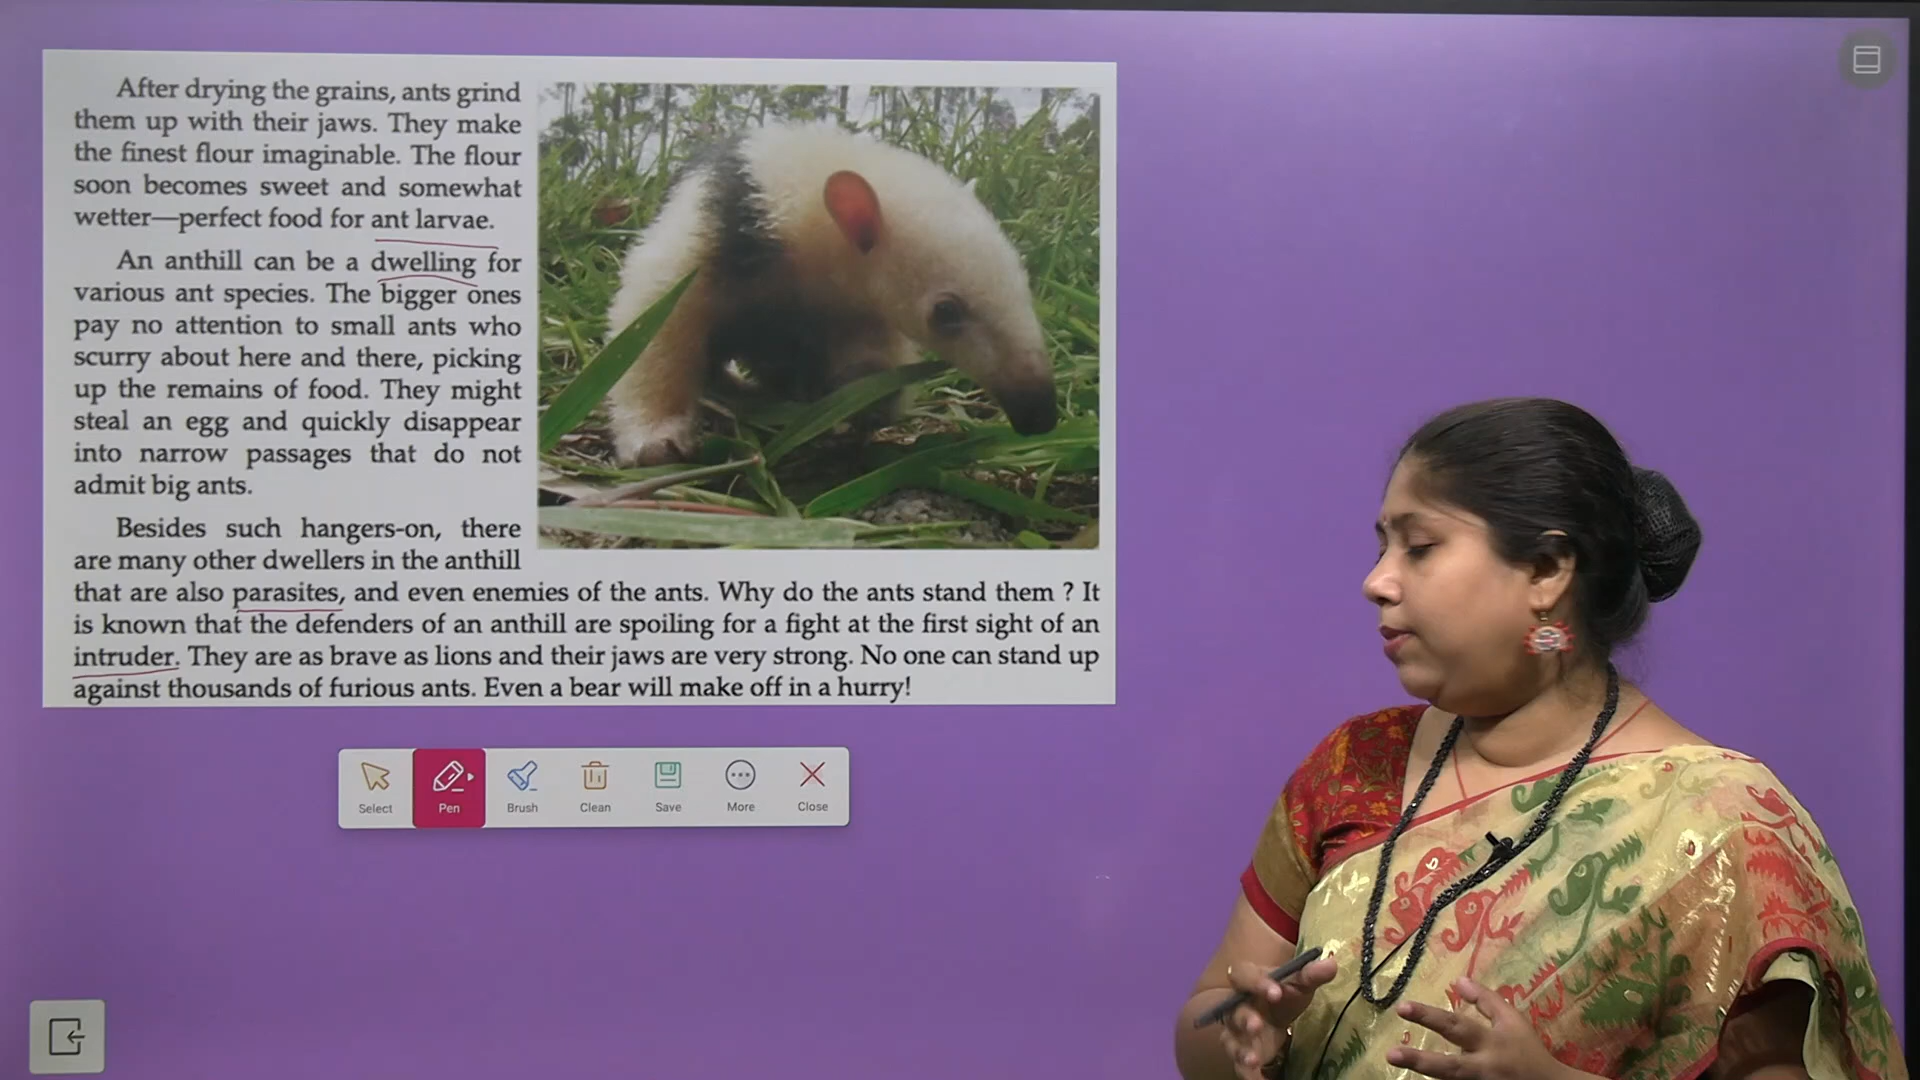 After drying the grains, ants grind
them up with their jaws. They make
the finest flour imaginable. The flour
soon becomes sweet and somewhat
wetter—perfect food for ant larvae.
An anthill can be a dwelling for
various ant species. The bigger ones
pay no attention to small ants who
scurry about here and there, picking
up the remains of food. They might
steal an egg and quickly disappear
into narrow passages that do not
admit big ants.
Besides such hangers-on, there
are many other dwellers in the anthill
that are also parasites, and even enemies of the ants. Why do the ants stand them ? It
is known that the defenders of an anthill are spoiling for a fight at the first sight of an
intruder. They are as brave as lions and their jaws are very strong. No one can stand up
against thousands of furious ants. Even a bear will make off in a hurry!
Select Pen Brush Clean Save More Close